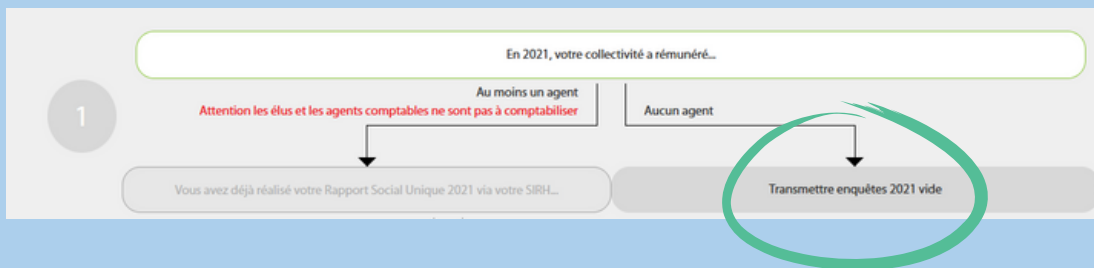 En 2021, votre collectivité a rémunéré...
1
Au moins un agent
Attention les élus et les agents comptables ne sont pas à comptabiliser
Aucun agent
Vous avez déjà réalisé votre Rapport Social Unique 2021 via votre SIRH...
Transmettre enquêtes 2021 vide